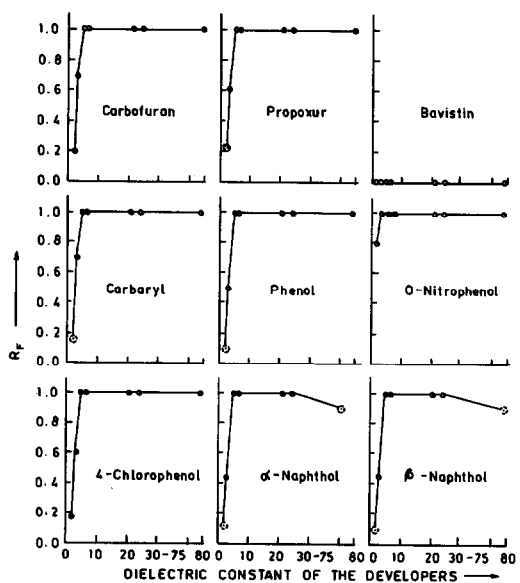 1.0
0.8
0.6
0.4
0.2
0.0
Carbofuran
Propoxur
Bavistin
1.0
0.8
0.6
0.4
0.2
0.0
Carbaryl
Phenol
O-Nitrophenol
1.0
0.8
0.6
0.4
0.2
0.0
4-Chlorophenol
α-Naphthol
β-Naphthol
0 10 20 30-75 80
0 10 20 30-75 80
0 10 20 30-75 80
RF
DIELECTRIC CONSTANT OF THE DEVELOPERS